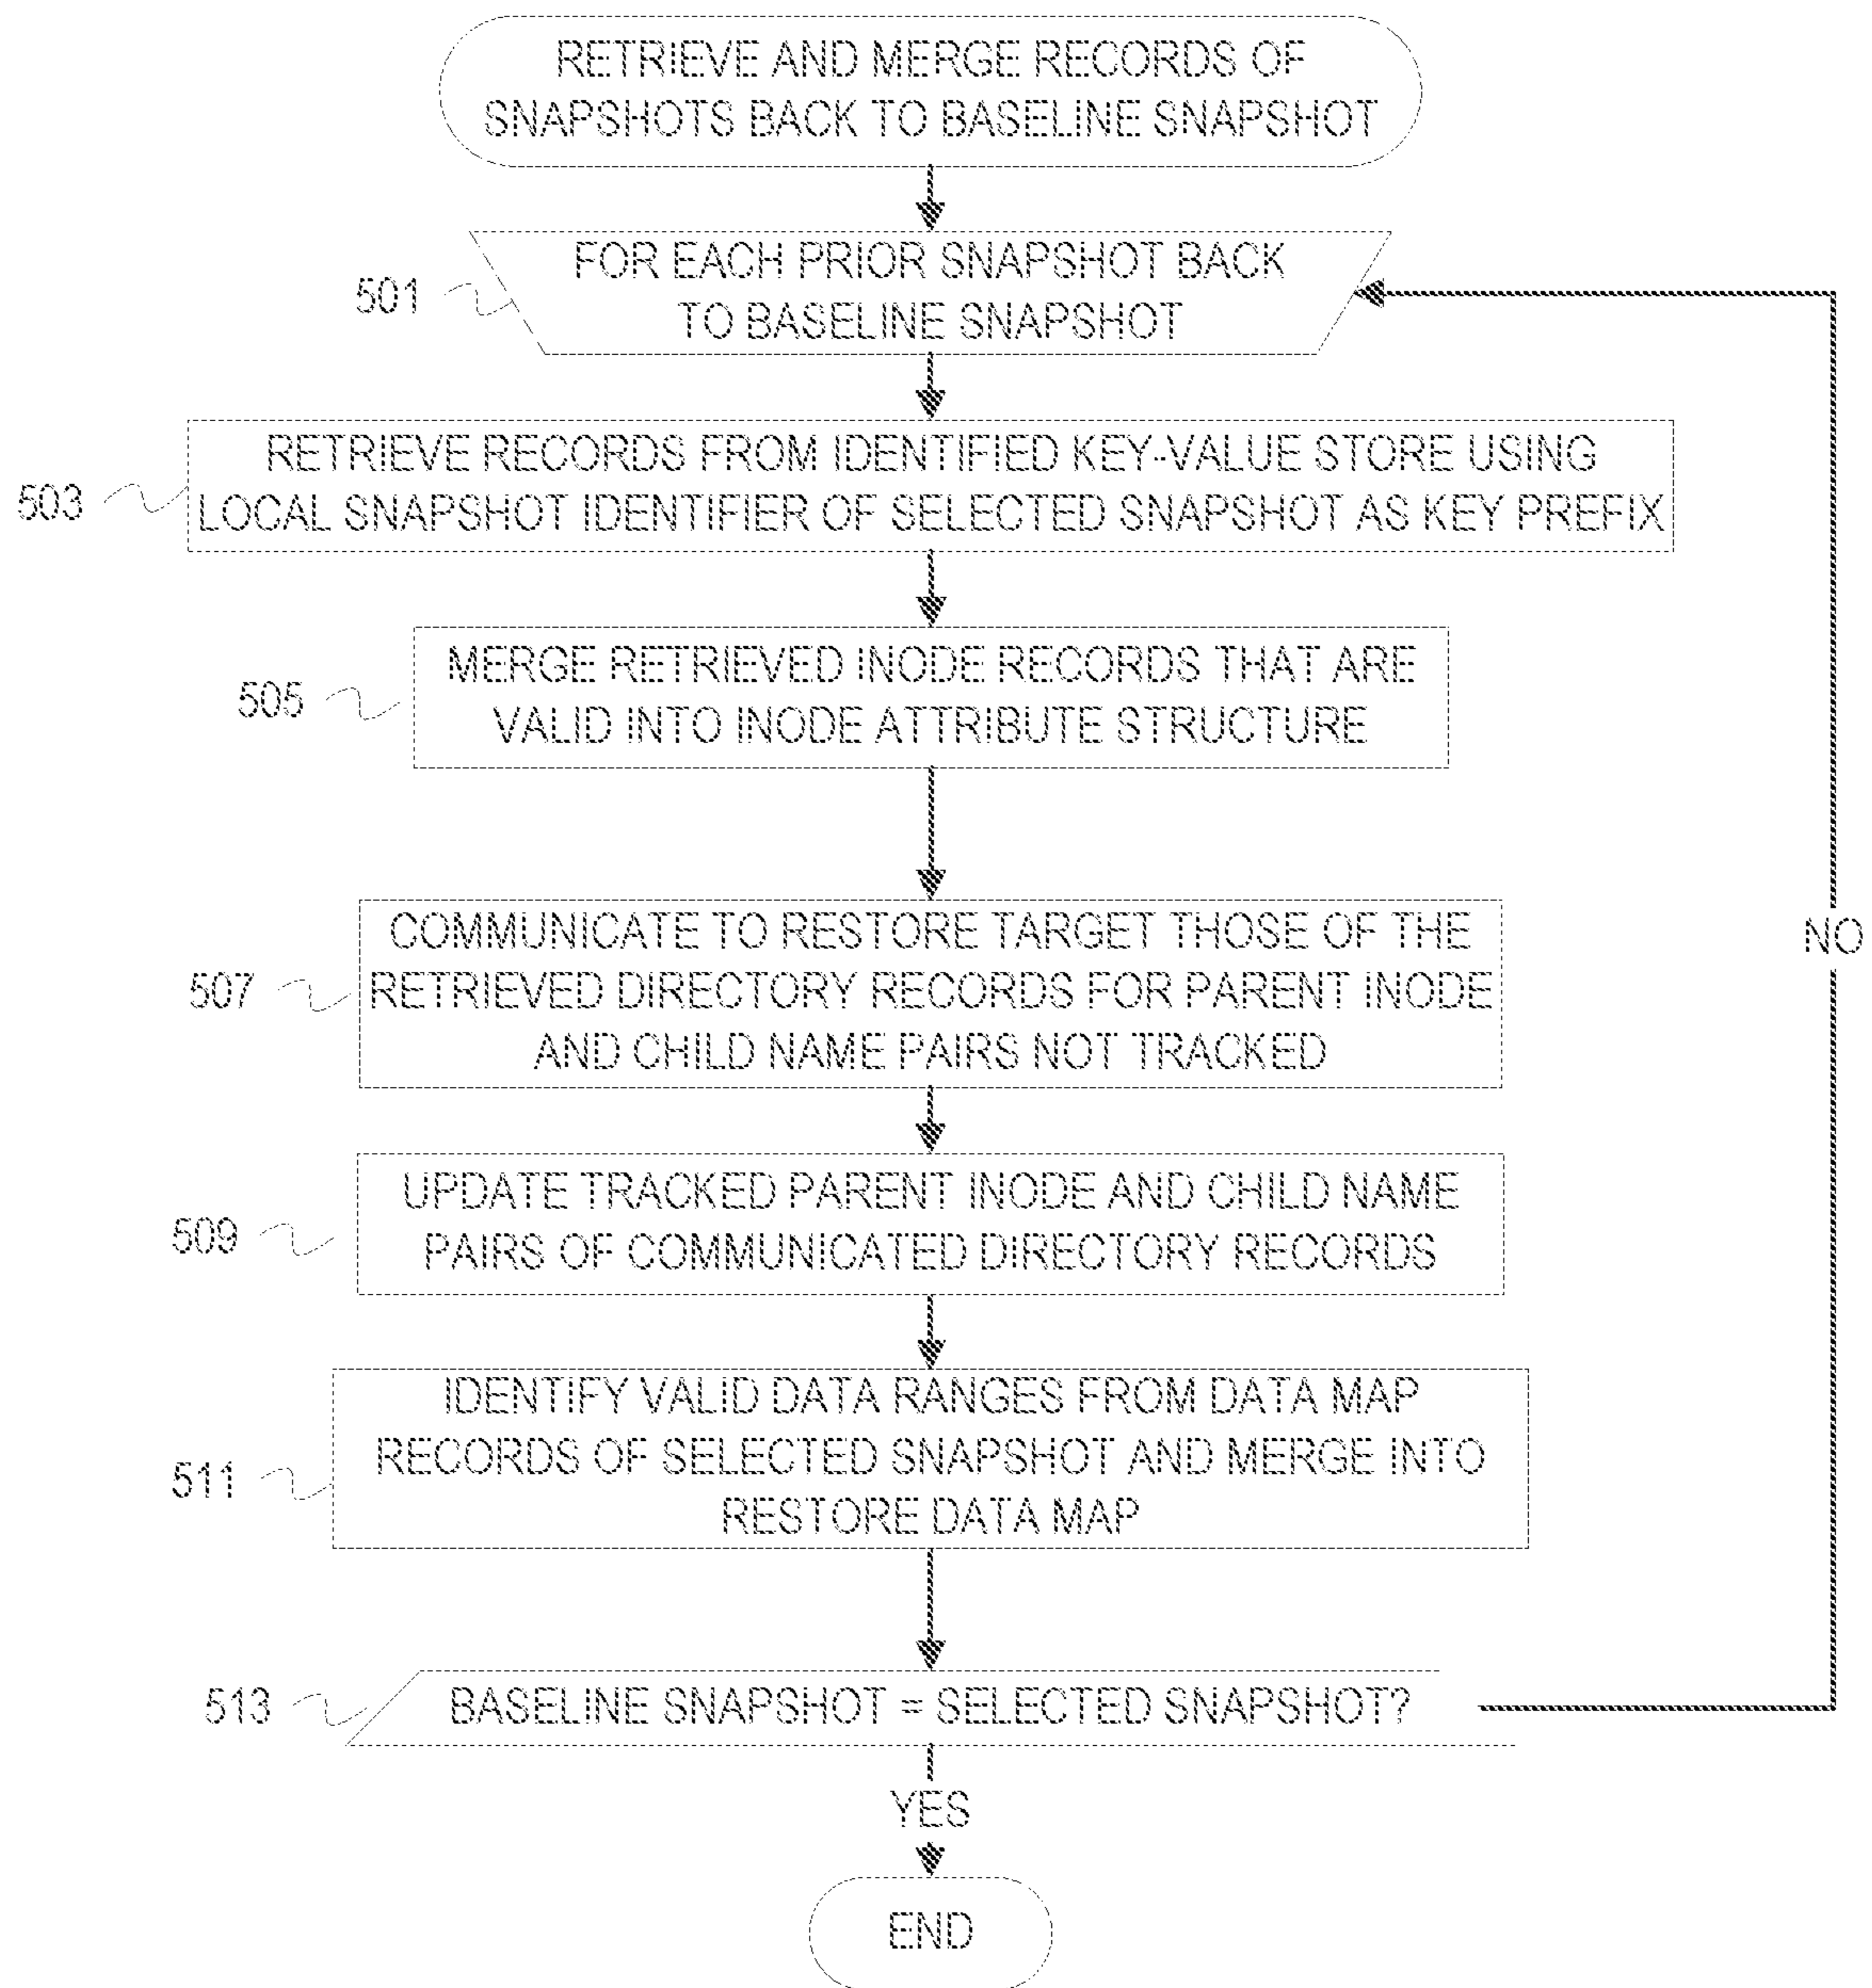 RETRIEVE AND MERGE RECORDS OF
SNAPSHOTS BACK TO BASELINE SNAPSHOT
501
FOR EACH PRIOR SNAPSHOT BACK
TO BASELINE SNAPSHOT
503
RETRIEVE RECORDS FROM IDENTIFIED KEY-VALUE STORE USING
LOCAL SNAPSHOT IDENTIFIER OF SELECTED SNAPSHOT AS KEY PREFIX
505
MERGE RETRIEVED INODE RECORDS THAT ARE
VALID INTO INODE ATTRIBUTE STRUCTURE
507
COMMUNICATE TO RESTORE TARGET THOSE OF THE
RETRIEVED DIRECTORY RECORDS FOR PARENT INODE
AND CHILD NAME PAIRS NOT TRACKED
NO
509
UPDATE TRACKED PARENT INODE AND CHILD NAME
PAIRS OF COMMUNICATED DIRECTORY RECORDS
511
IDENTIFY VALID DATA RANGES FROM DATA MAP
RECORDS OF SELECTED SNAPSHOT AND MERGE INTO
RESTORE DATA MAP
513
BASELINE SNAPSHOT = SELECTED SNAPSHOT?
YES
END